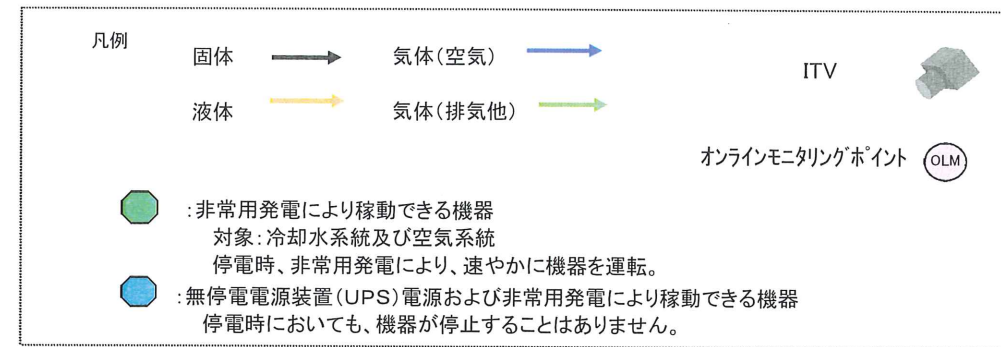 凡例
固体 気体(空気) ITV
液体 気体(排気他)
オンラインモニタリングポイント OLM
:非常用発電により稼動できる機器
対象:冷却水系統及び空気系統
停電時、非常用発電により、速やかに機器を運転。
:無停電電源装置(UPS)電源および非常用発電により稼動できる機器
停電時においても、機器が停止することはありません。